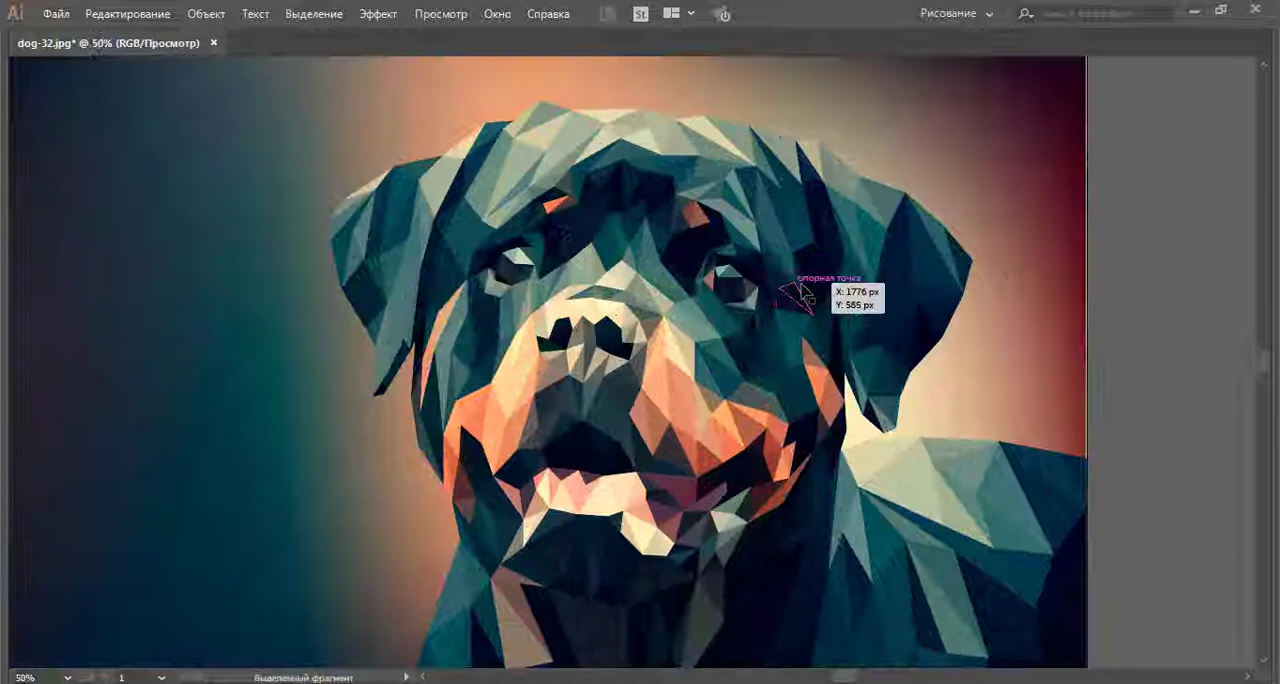 Ai Файл Редактирование Объект Текст Выделение Эффект Просмотр Окно Справка St Рисование
dog-32.jpg* @ 50% (RGB/Просмотр) ×
опорная точка
X: 1776 px
Y: 565 px
50% 1 Выделенный фрагмент